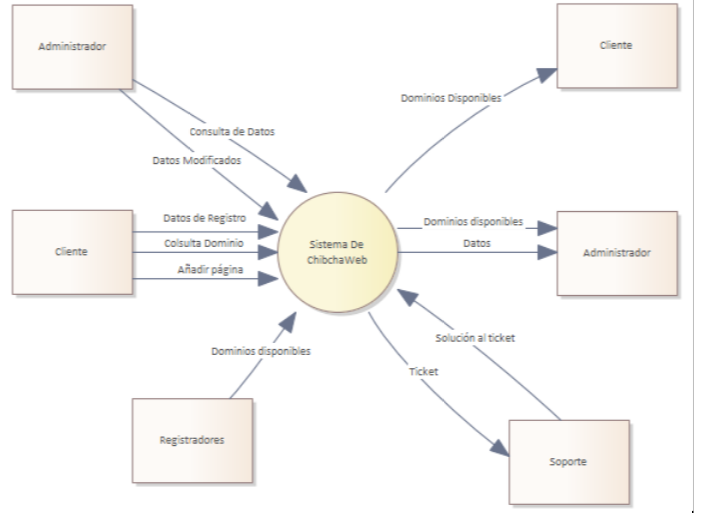 Administrador
Cliente
Dominios Disponibles
Consulta de Datos
Datos Modificados
Datos de Registro
Colsulta Dominio
Añadir página
Cliente
Sistema De
ChibchaWeb
Dominios disponibles
Datos
Administrador
Solución al ticket
Dominios disponibles
Ticket
Registradores
Soporte